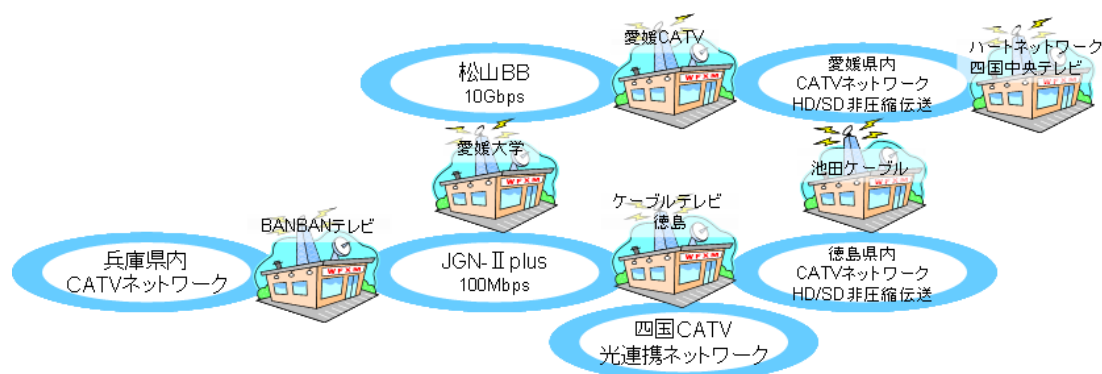 愛媛CATV
ハートネットワーク
四国中央テレビ
松山BB
10Gbps
愛媛県内
CATVネットワーク
HD/SD非圧縮伝送
WFXM
WFXM
愛媛大学
WFXM
池田ケーブル
WFXM
ケーブルテレビ
徳島
WFXM
BANBANテレビ
WFXM
兵庫県内
CATVネットワーク
JGN-Ⅱplus
100Mbps
徳島県内
CATVネットワーク
HD/SD非圧縮伝送
四国CATV
光連携ネットワーク